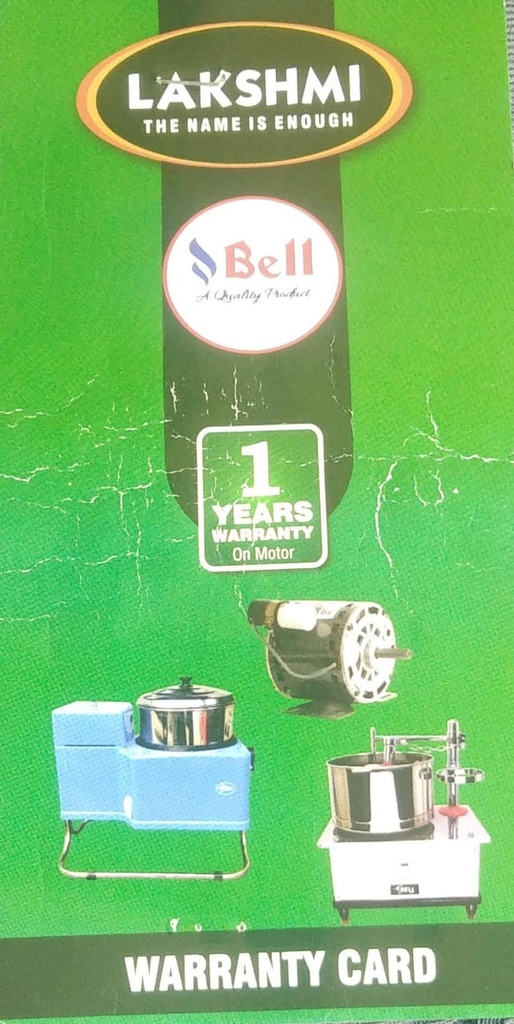 LAKSHMI
THE NAME IS ENOUGH
Bell
A Quality Product
1
YEARS
WARRANTY
On Motor
WARRANTY CARD